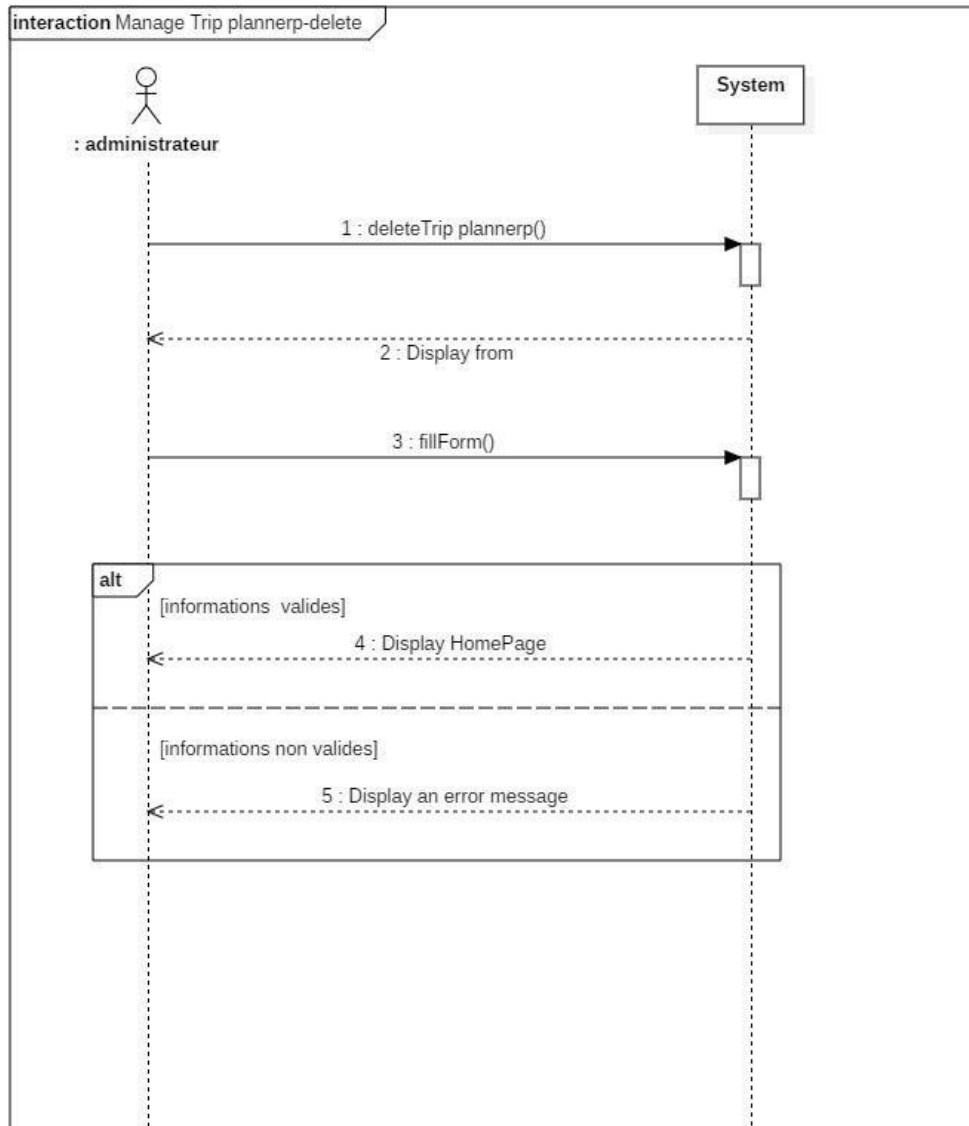 interaction Manage Trip plannerp-delete
System
: administrateur
1 : deleteTrip plannerp()
2 : Display from
3 : fillForm()
alt
[informations  valides]
4 : Display HomePage
[informations non valides]
5 : Display an error message